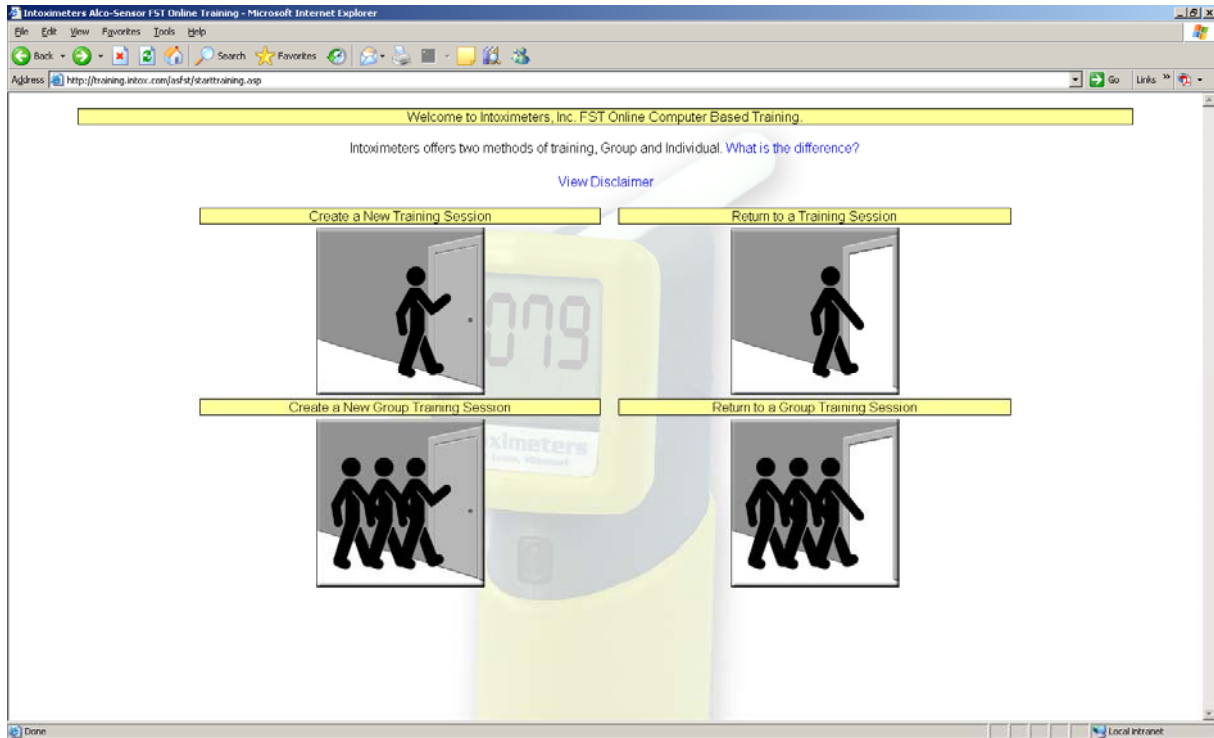 Intoximeters Alco-Sensor FST Online Training - Microsoft Internet Explorer
File Edit View Favorites Tools Help
Back Search Favorites
Address http://training.intox.com/asfst/starttraining.asp Go Links »
Welcome to Intoximeters, Inc. FST Online Computer Based Training.
Intoximeters offers two methods of training, Group and Individual. What is the difference?
View Disclaimer
Create a New Training Session Return to a Training Session
079
Create a New Group Training Session Return to a Group Training Session
toximeters
Louis, Missouri
Done Local intranet